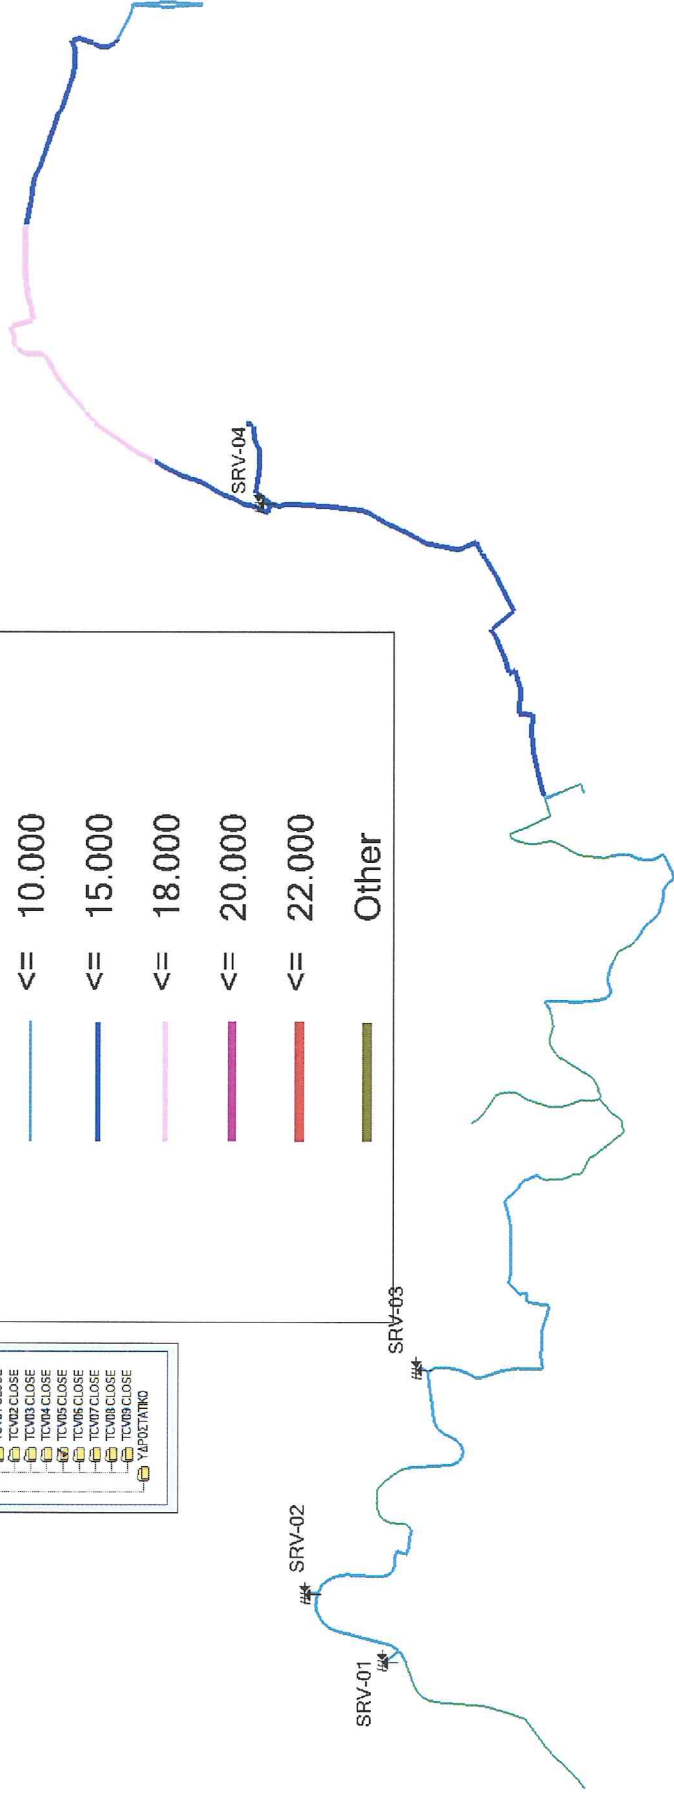 <= 10.000
<= 15.000
<= 18.000
<= 20.000
<= 22.000
Other
TCV02 CLOSE
TCV03 CLOSE
TCV04 CLOSE
TCV05 CLOSE
TCV06 CLOSE
TCV07 CLOSE
TCV08 CLOSE
TCV09 CLOSE
ΥΔΡΟΣΤΑΤΙΚΟ
SRV-01
SRV-02
SRV-03
SRV-04